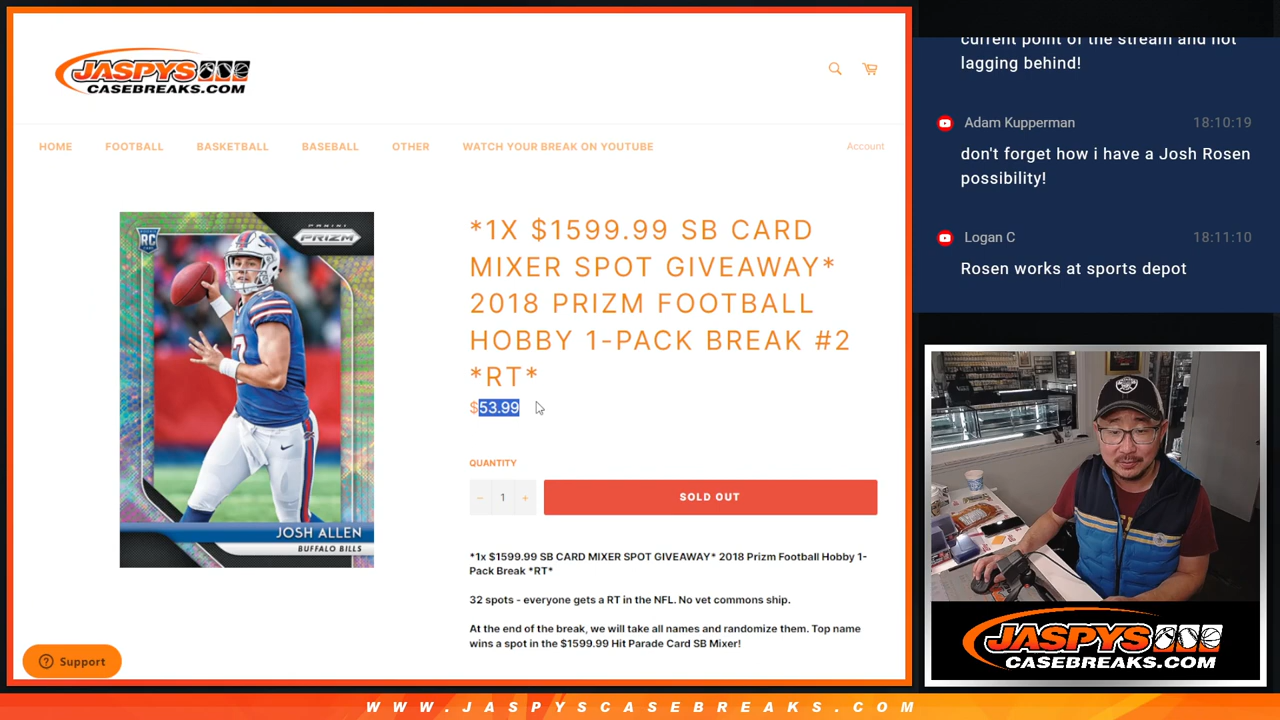 JASPYS
CASEBREAKS.COM
HOME
FOOTBALL
BASKETBALL
BASEBALL
OTHER
WATCH YOUR BREAK ON YOUTUBE
Account
RC
PANINI
PRIZM
JOSH ALLEN
BUFFALO BILLS
*1X $1599.99 SB CARD
MIXER SPOT GIVEAWAY*
2018 PRIZM FOOTBALL
HOBBY 1-PACK BREAK #2
*RT*
$53.99
QUANTITY
− 1 +
SOLD OUT
*1x $1599.99 SB CARD MIXER SPOT GIVEAWAY* 2018 Prizm Football Hobby 1-
Pack Break *RT*
32 spots - everyone gets a RT in the NFL. No vet commons ship.
At the end of the break, we will take all names and randomize them. Top name
wins a spot in the $1599.99 Hit Parade Card SB Mixer!
Support
current point of the stream and not
lagging behind!
Adam Kupperman 18:10:19
don't forget how i have a Josh Rosen
possibility!
Logan C 18:11:10
Rosen works at sports depot
JASPYS
CASEBREAKS.COM
WWW.JASPYSCASEBREAKS.COM